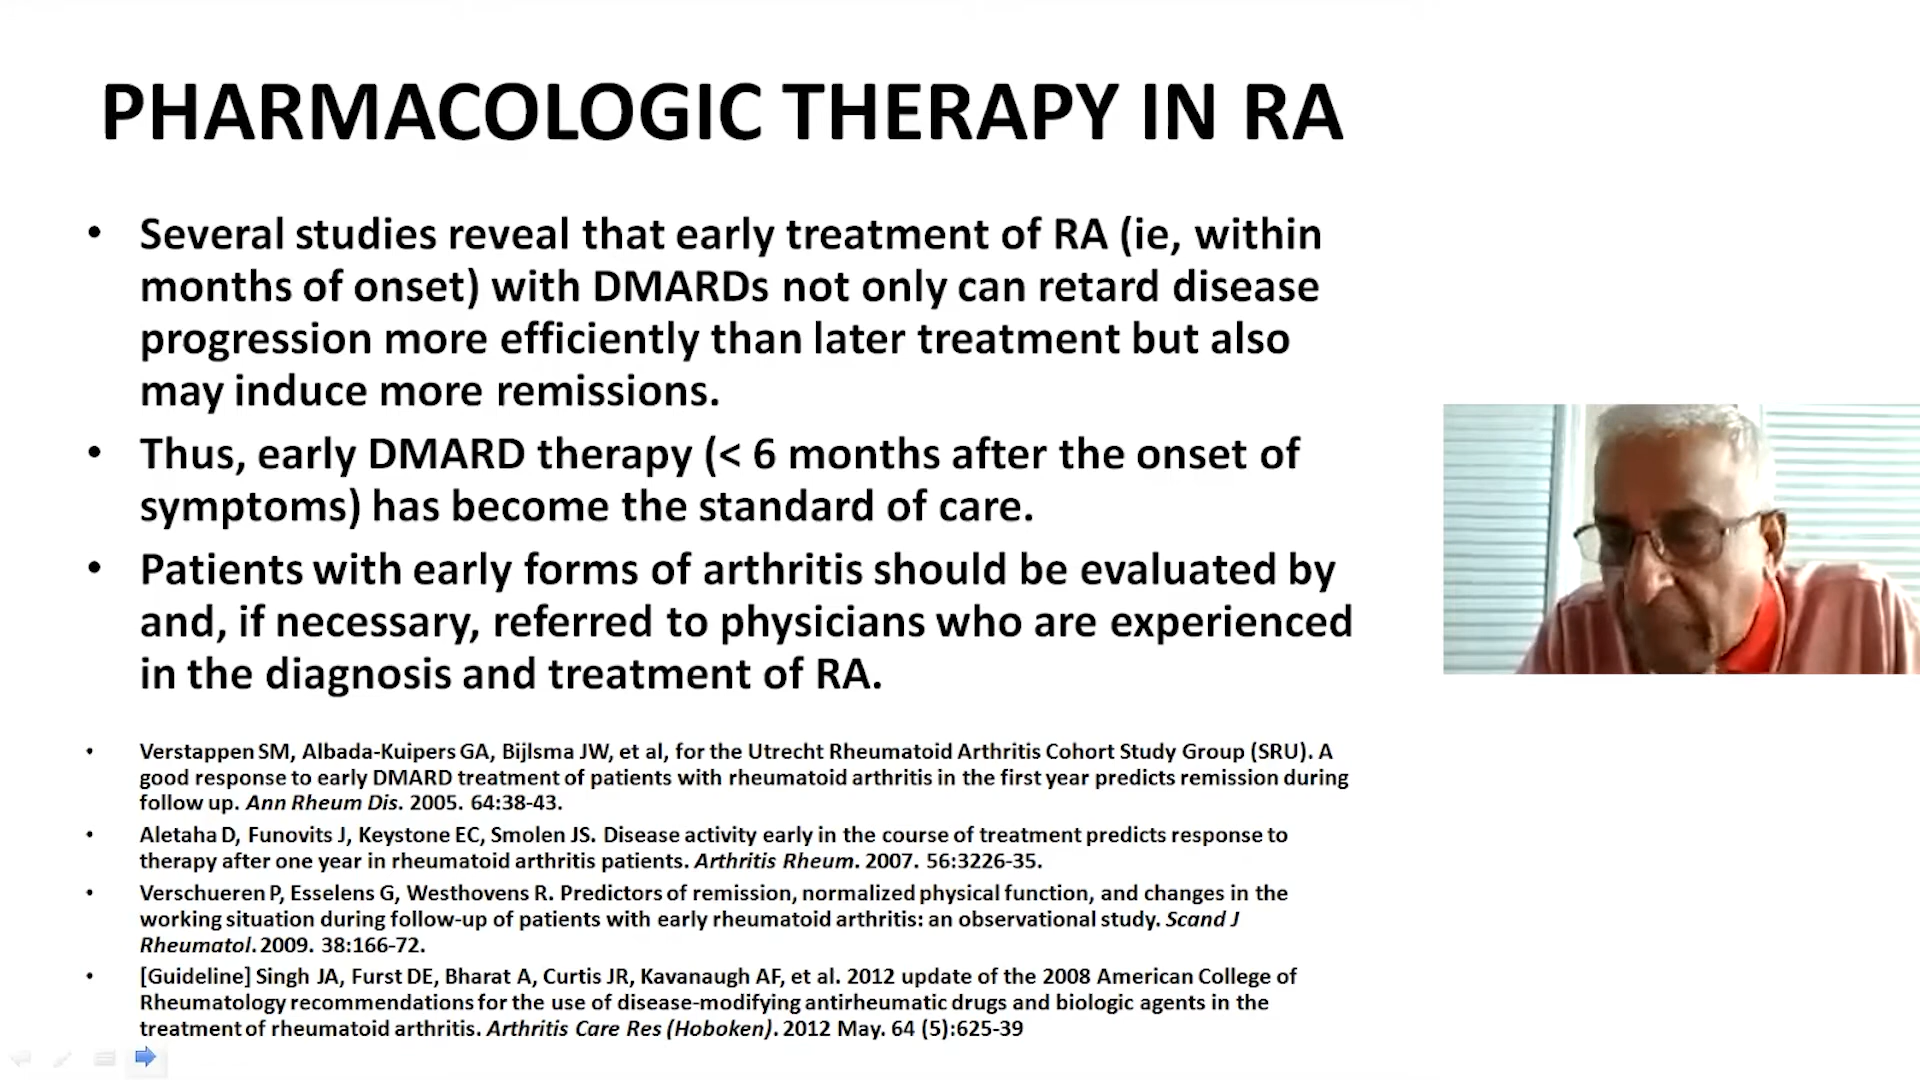 PHARMACOLOGIC THERAPY IN RA
• Several studies reveal that early treatment of RA (ie, within
months of onset) with DMARDs not only can retard disease
progression more efficiently than later treatment but also
may induce more remissions.
• Thus, early DMARD therapy (< 6 months after the onset of
symptoms) has become the standard of care.
• Patients with early forms of arthritis should be evaluated by
and, if necessary, referred to physicians who are experienced
in the diagnosis and treatment of RA.
• Verstappen SM, Albada-Kuipers GA, Bijlsma JW, et al, for the Utrecht Rheumatoid Arthritis Cohort Study Group (SRU). A
good response to early DMARD treatment of patients with rheumatoid arthritis in the first year predicts remission during
follow up. Ann Rheum Dis. 2005. 64:38-43.
• Aletaha D, Funovits J, Keystone EC, Smolen JS. Disease activity early in the course of treatment predicts response to
therapy after one year in rheumatoid arthritis patients. Arthritis Rheum. 2007. 56:3226-35.
• Verschueren P, Esselens G, Westhovens R. Predictors of remission, normalized physical function, and changes in the
working situation during follow-up of patients with early rheumatoid arthritis: an observational study. Scand J
Rheumatol. 2009. 38:166-72.
• [Guideline] Singh JA, Furst DE, Bharat A, Curtis JR, Kavanaugh AF, et al. 2012 update of the 2008 American College of
Rheumatology recommendations for the use of disease-modifying antirheumatic drugs and biologic agents in the
treatment of rheumatoid arthritis. Arthritis Care Res (Hoboken). 2012 May. 64 (5):625-39